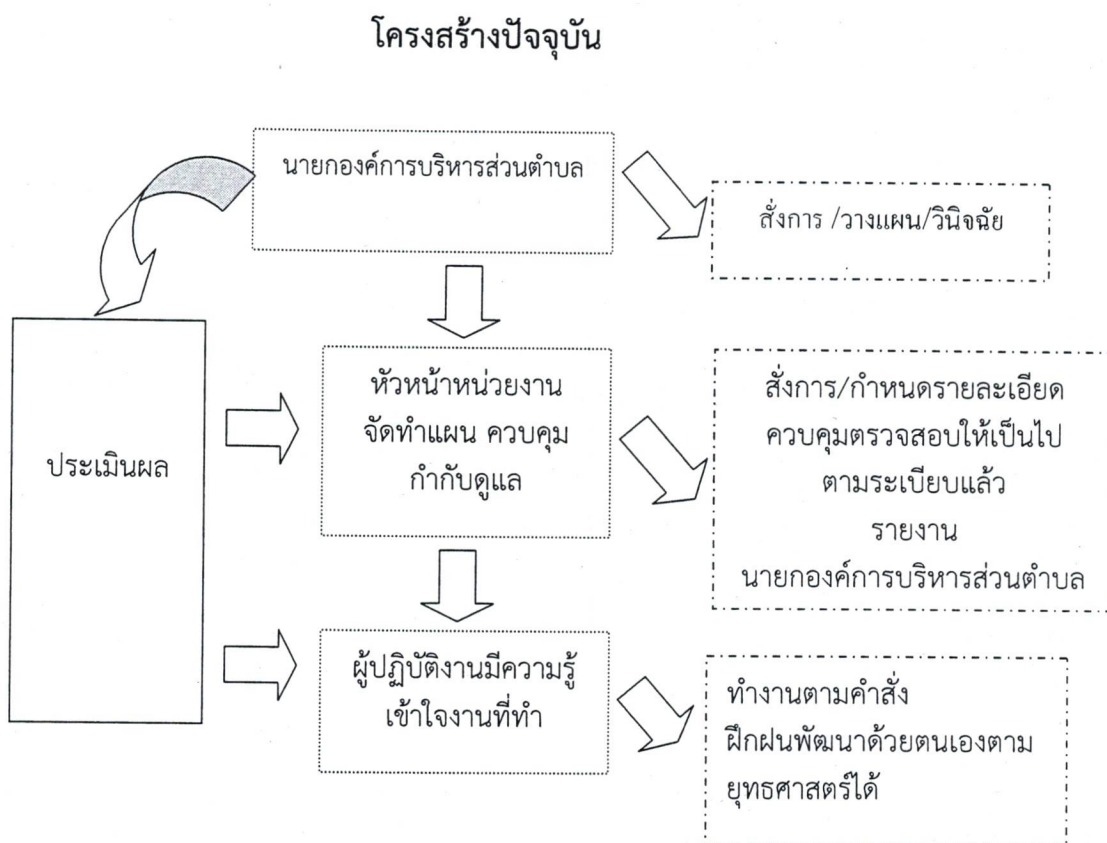 โครงสร้างปัจจุบัน
นายกองค์การบริหารส่วนตำบล
สั่งการ /วางแผน/วินิจฉัย
ประเมินผล
หัวหน้าหน่วยงาน
จัดทำแผน ควบคุม
กำกับดูแล
สั่งการ/กำหนดรายละเอียด
ควบคุมตรวจสอบให้เป็นไป
ตามระเบียบแล้ว
รายงาน
นายกองค์การบริหารส่วนตำบล
ผู้ปฏิบัติงานมีความรู้
เข้าใจงานที่ทำ
ทำงานตามคำสั่ง
ฝึกฝนพัฒนาด้วยตนเองตาม
ยุทธศาสตร์ได้